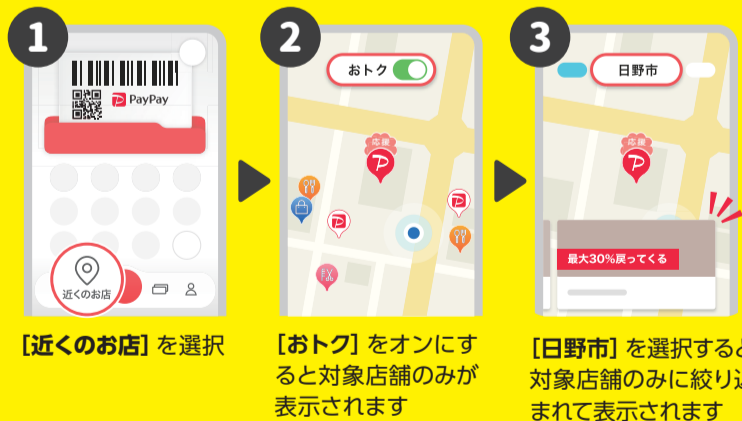 1
PayPay
近くのお店
[近くのお店] を選択
2
おトク
応援
[おトク] をオンにす
ると対象店舗のみが
表示されます
3
日野市
応援
最大30%戻ってくる
[日野市] を選択すると
対象店舗のみに絞り込
まれて表示されます